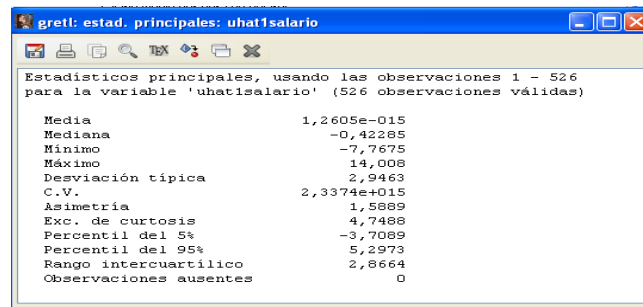 gretl: estad. principales: uhat1salario
TEX
Estadísticos principales, usando las observaciones 1 - 526
para la variable 'uhat1salario' (526 observaciones válidas)
Media 1,2605e-015
Mediana -0,42285
Mínimo -7,7675
Máximo 14,008
Desviación típica 2,9463
C.V. 2,3374e+015
Asimetría 1,5889
Exc. de curtosis 4,7488
Percentil del 5% -3,7089
Percentil del 95% 5,2973
Rango intercuartílico 2,8664
Observaciones ausentes 0